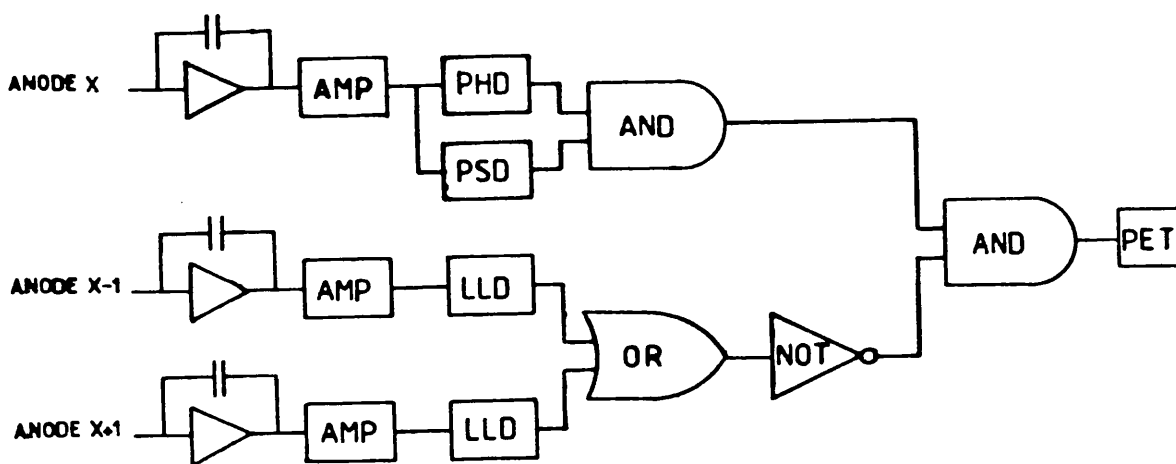 ANODE X
AMP
PHD
PSD
AND
ANODE X-1
AMP
LLD
OR
NOT
AND
PET
ANODE X+1
AMP
LLD